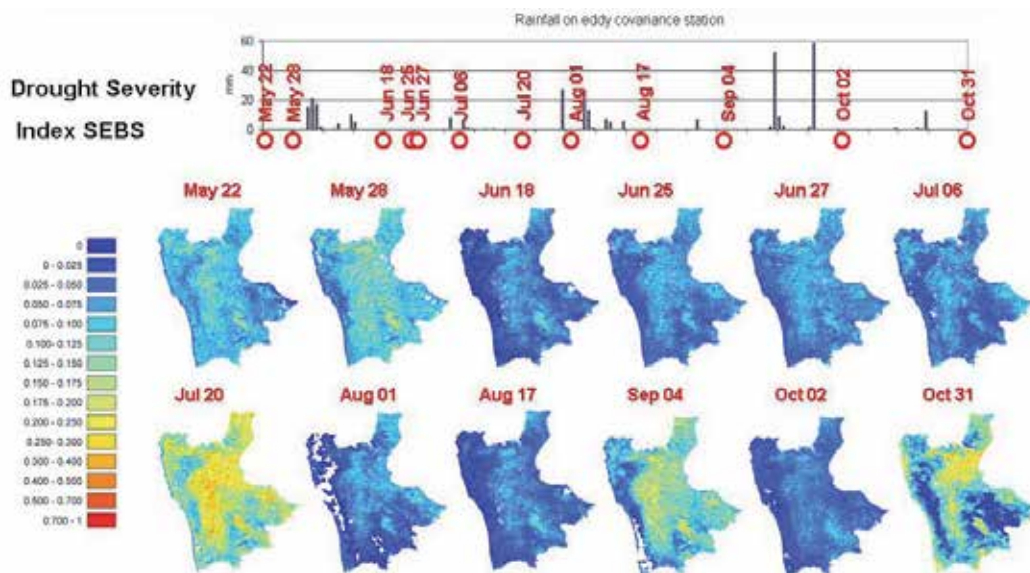 Rainfall on eddy covariance station
60
40
20
0
mm
May 22
May 28
Jun 18
Jun 25
Jun 27
Jul 06
Jul 20
Aug 01
Aug 17
Sep 04
Oct 02
Oct 31
Drought Severity
Index SEBS
May 22 May 28 Jun 18 Jun 25 Jun 27 Jul 06
0
0 - 0.025
0.025 - 0.050
0.050 - 0.075
0.075 - 0.100
0.100- 0.125
0.125 - 0.150
0.150 - 0.175
0.175 - 0.200
0.200 - 0.250
0.250- 0.300
0.300 - 0.400
0.400 - 0.500
0.500 - 0.700
0.700 - 1
Jul 20 Aug 01 Aug 17 Sep 04 Oct 02 Oct 31